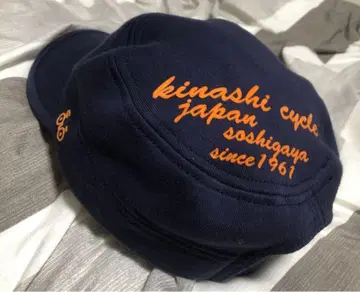 kinashi cycle
japan
soshigaya
since 1961